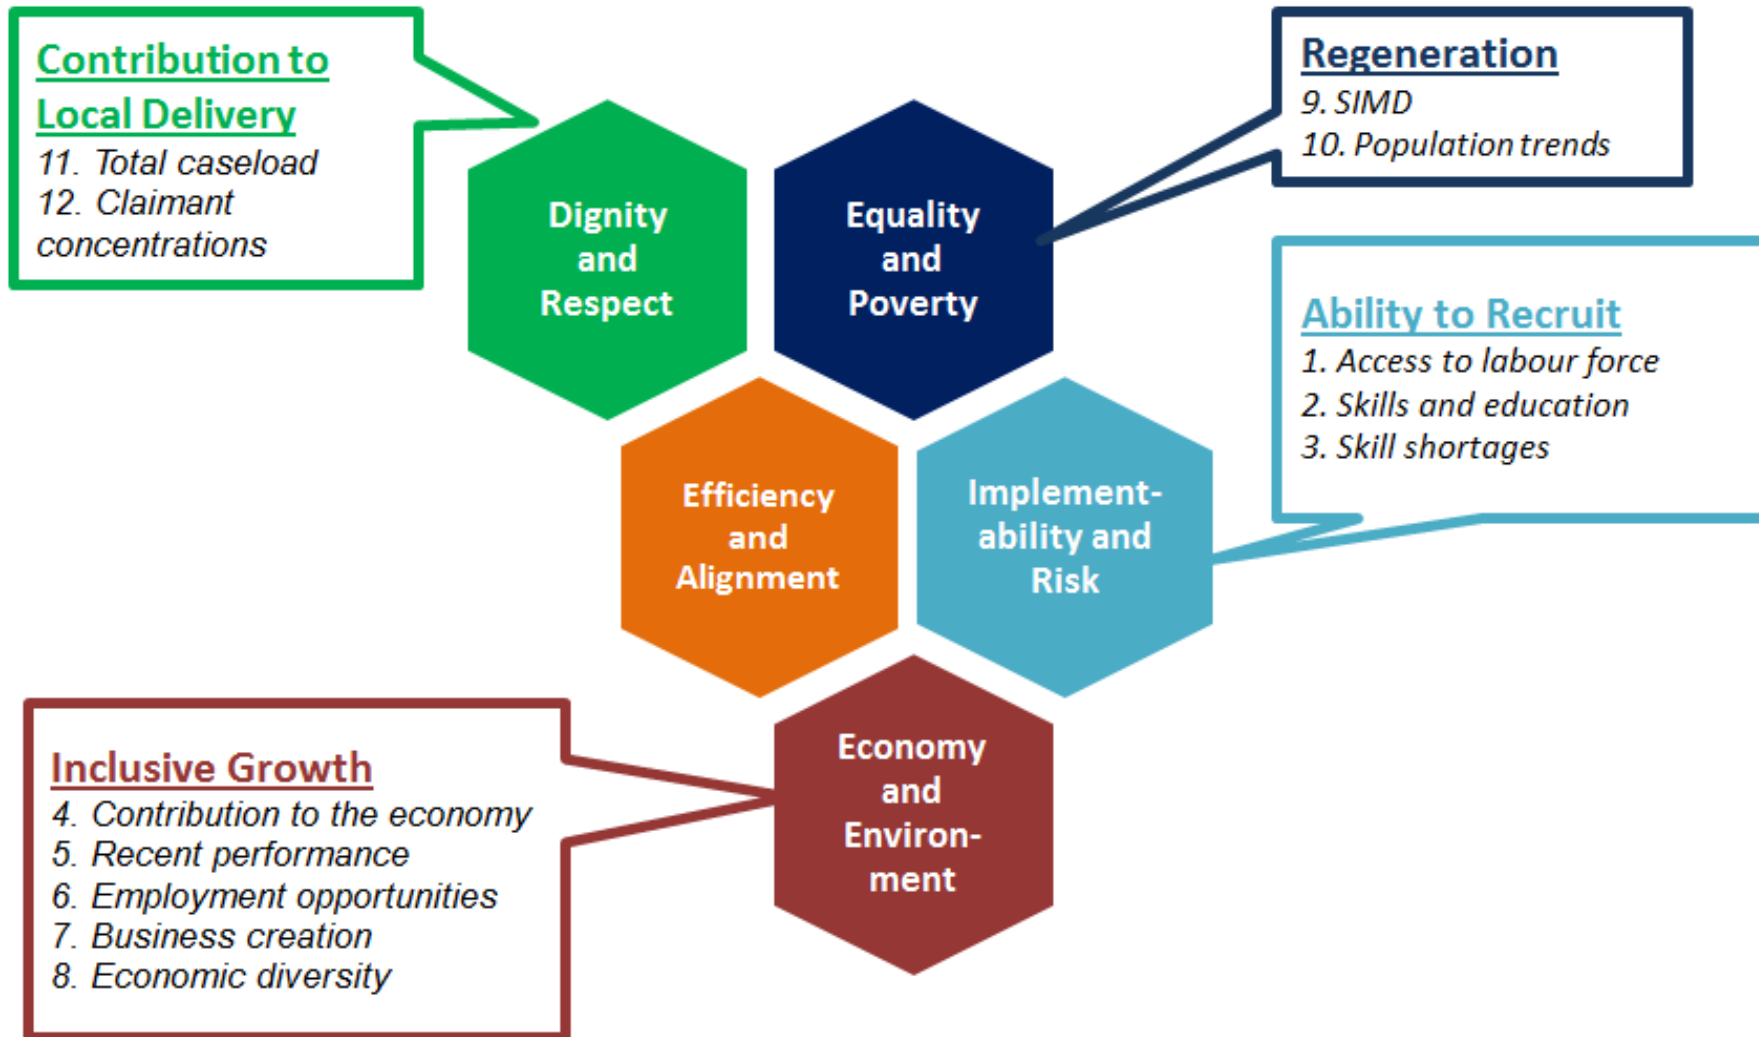 Contribution to
Local Delivery
11. Total caseload
12. Claimant
concentrations
Regeneration
9. SIMD
10. Population trends
Dignity
and
Respect
Equality
and
Poverty
Ability to Recruit
1. Access to labour force
2. Skills and education
3. Skill shortages
Efficiency
and
Alignment
Implement-
ability and
Risk
Inclusive Growth
4. Contribution to the economy
5. Recent performance
6. Employment opportunities
7. Business creation
8. Economic diversity
Economy
and
Environ-
ment